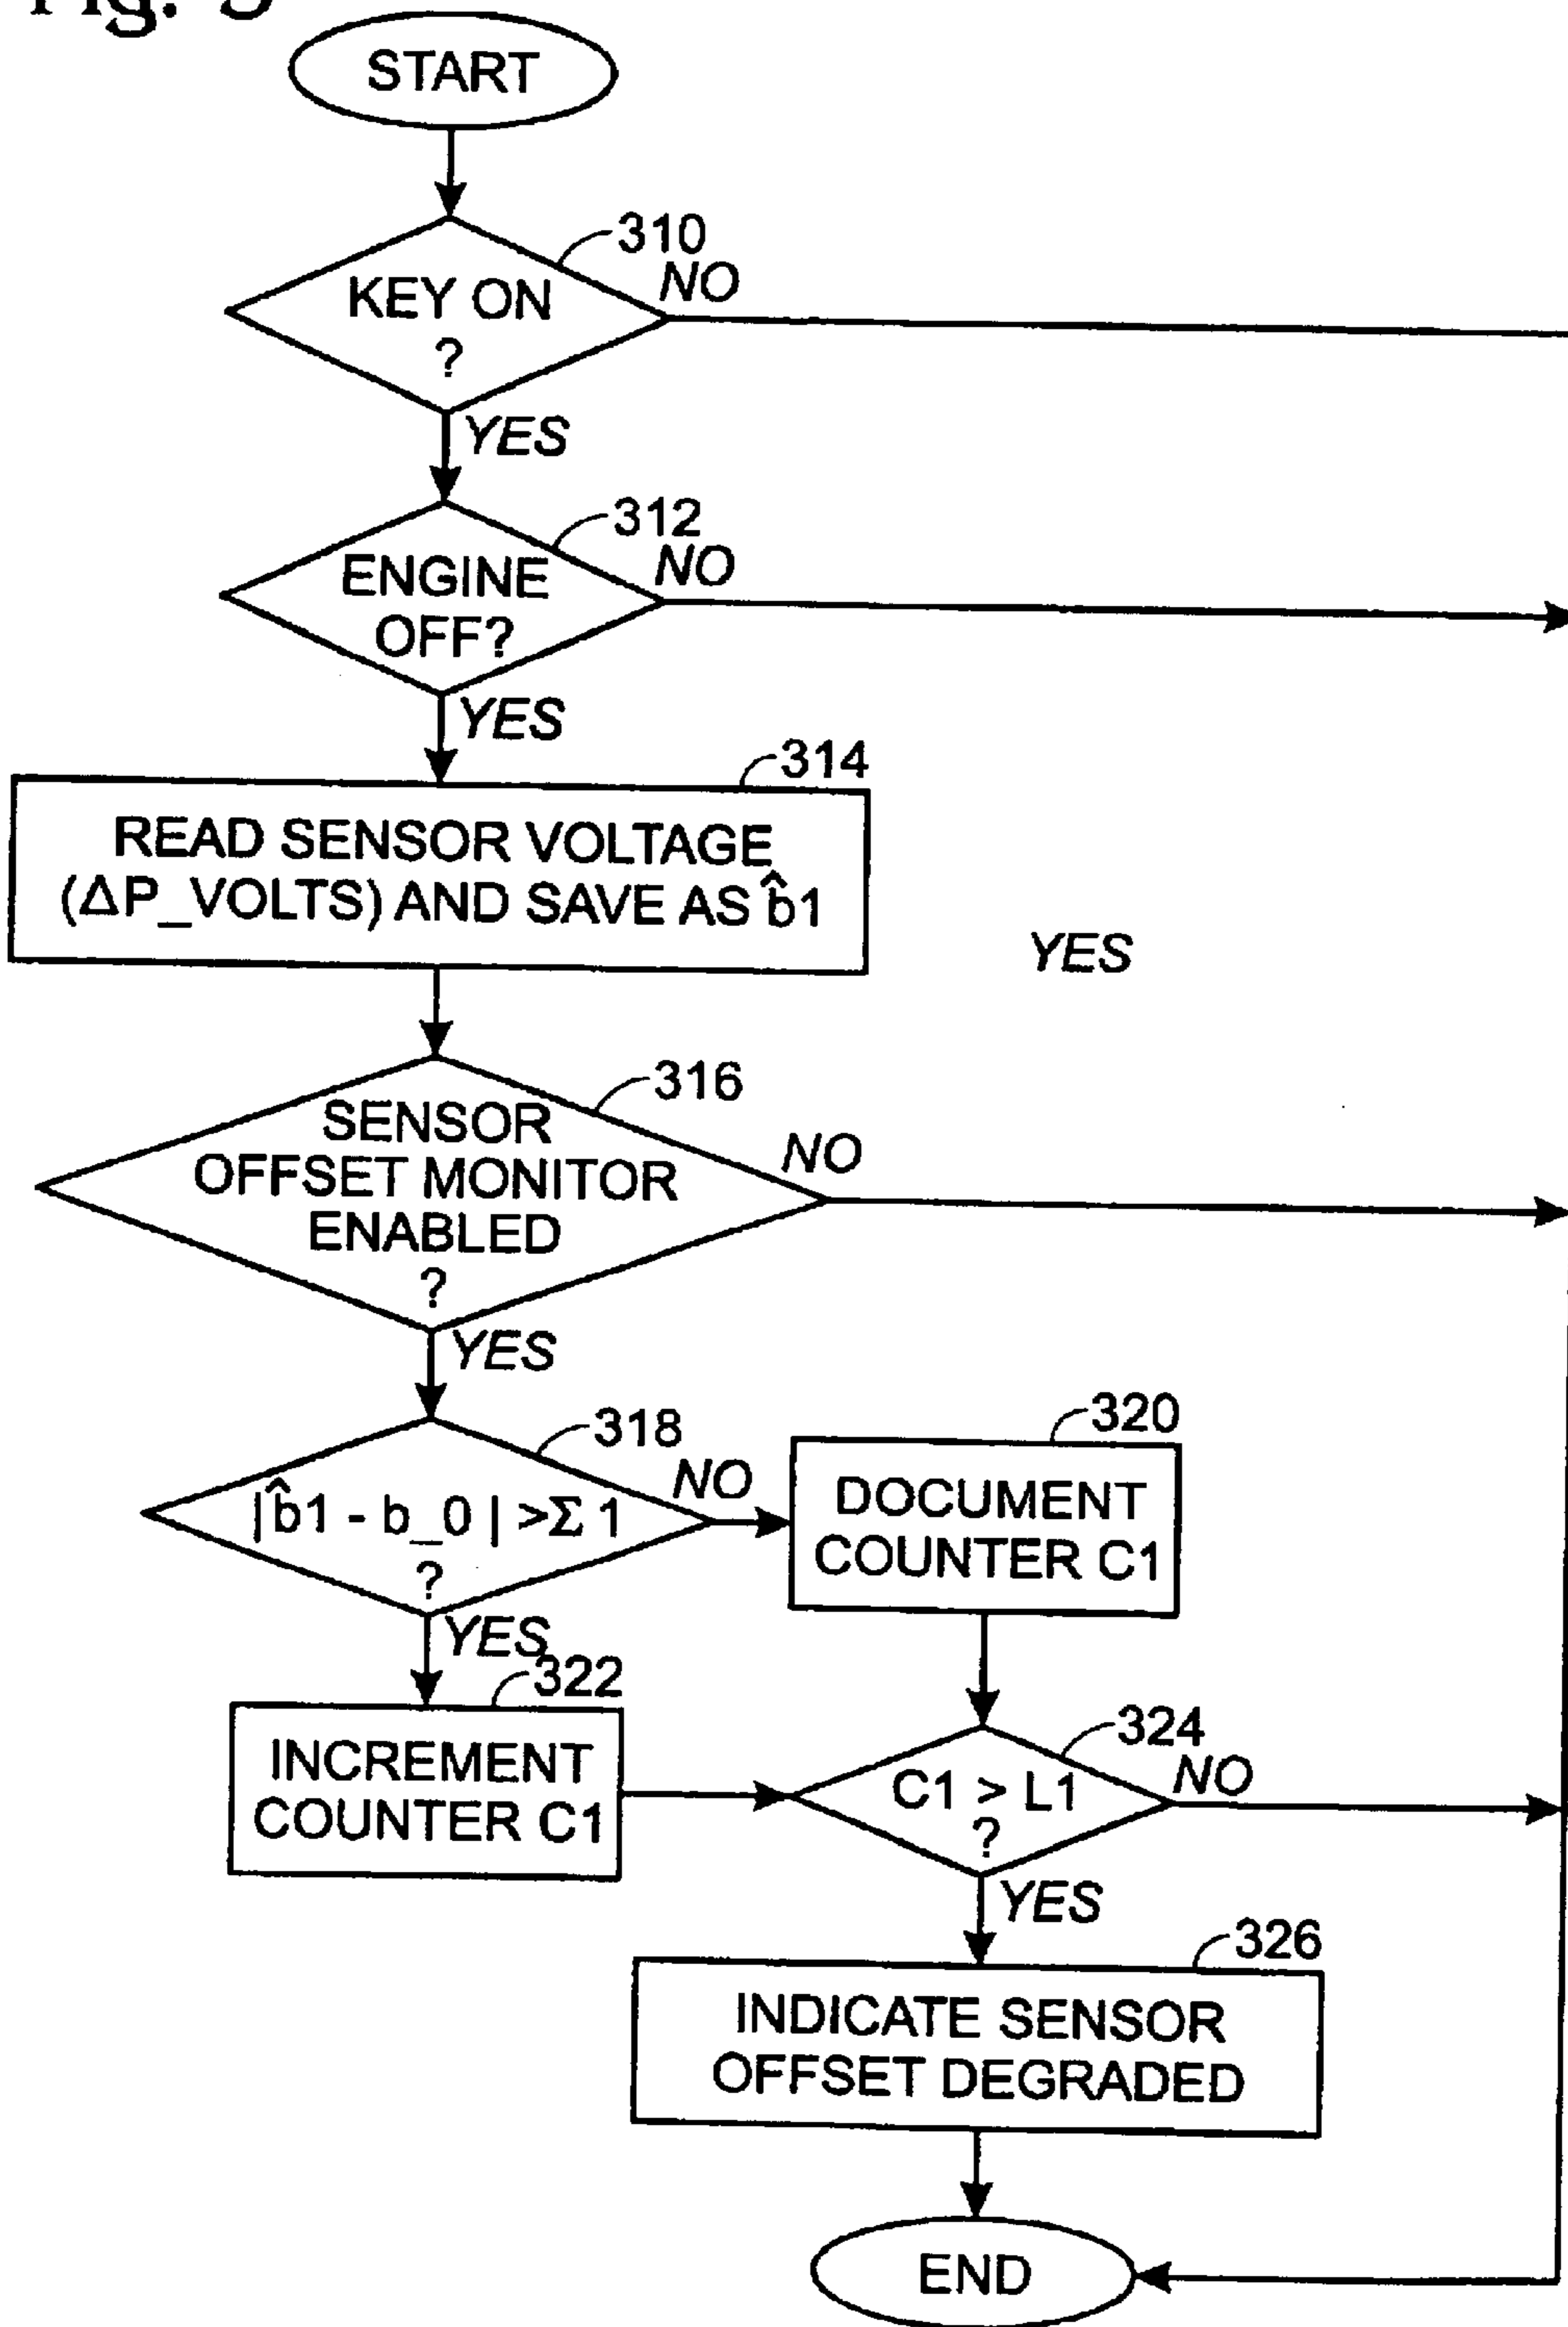 START
310
NO
KEY ON
?
YES
312
NO
ENGINE
OFF?
YES
314
READ SENSOR VOLTAGE
(ΔP_VOLTS) AND SAVE AS b̂1
YES
316
NO
SENSOR
OFFSET MONITOR
ENABLED
?
YES
318
NO
|b̂1 - b_0| >Σ 1
?
YES
320
DOCUMENT
COUNTER C1
322
INCREMENT
COUNTER C1
324
NO
C1 > L1
?
YES
326
INDICATE SENSOR
OFFSET DEGRADED
END